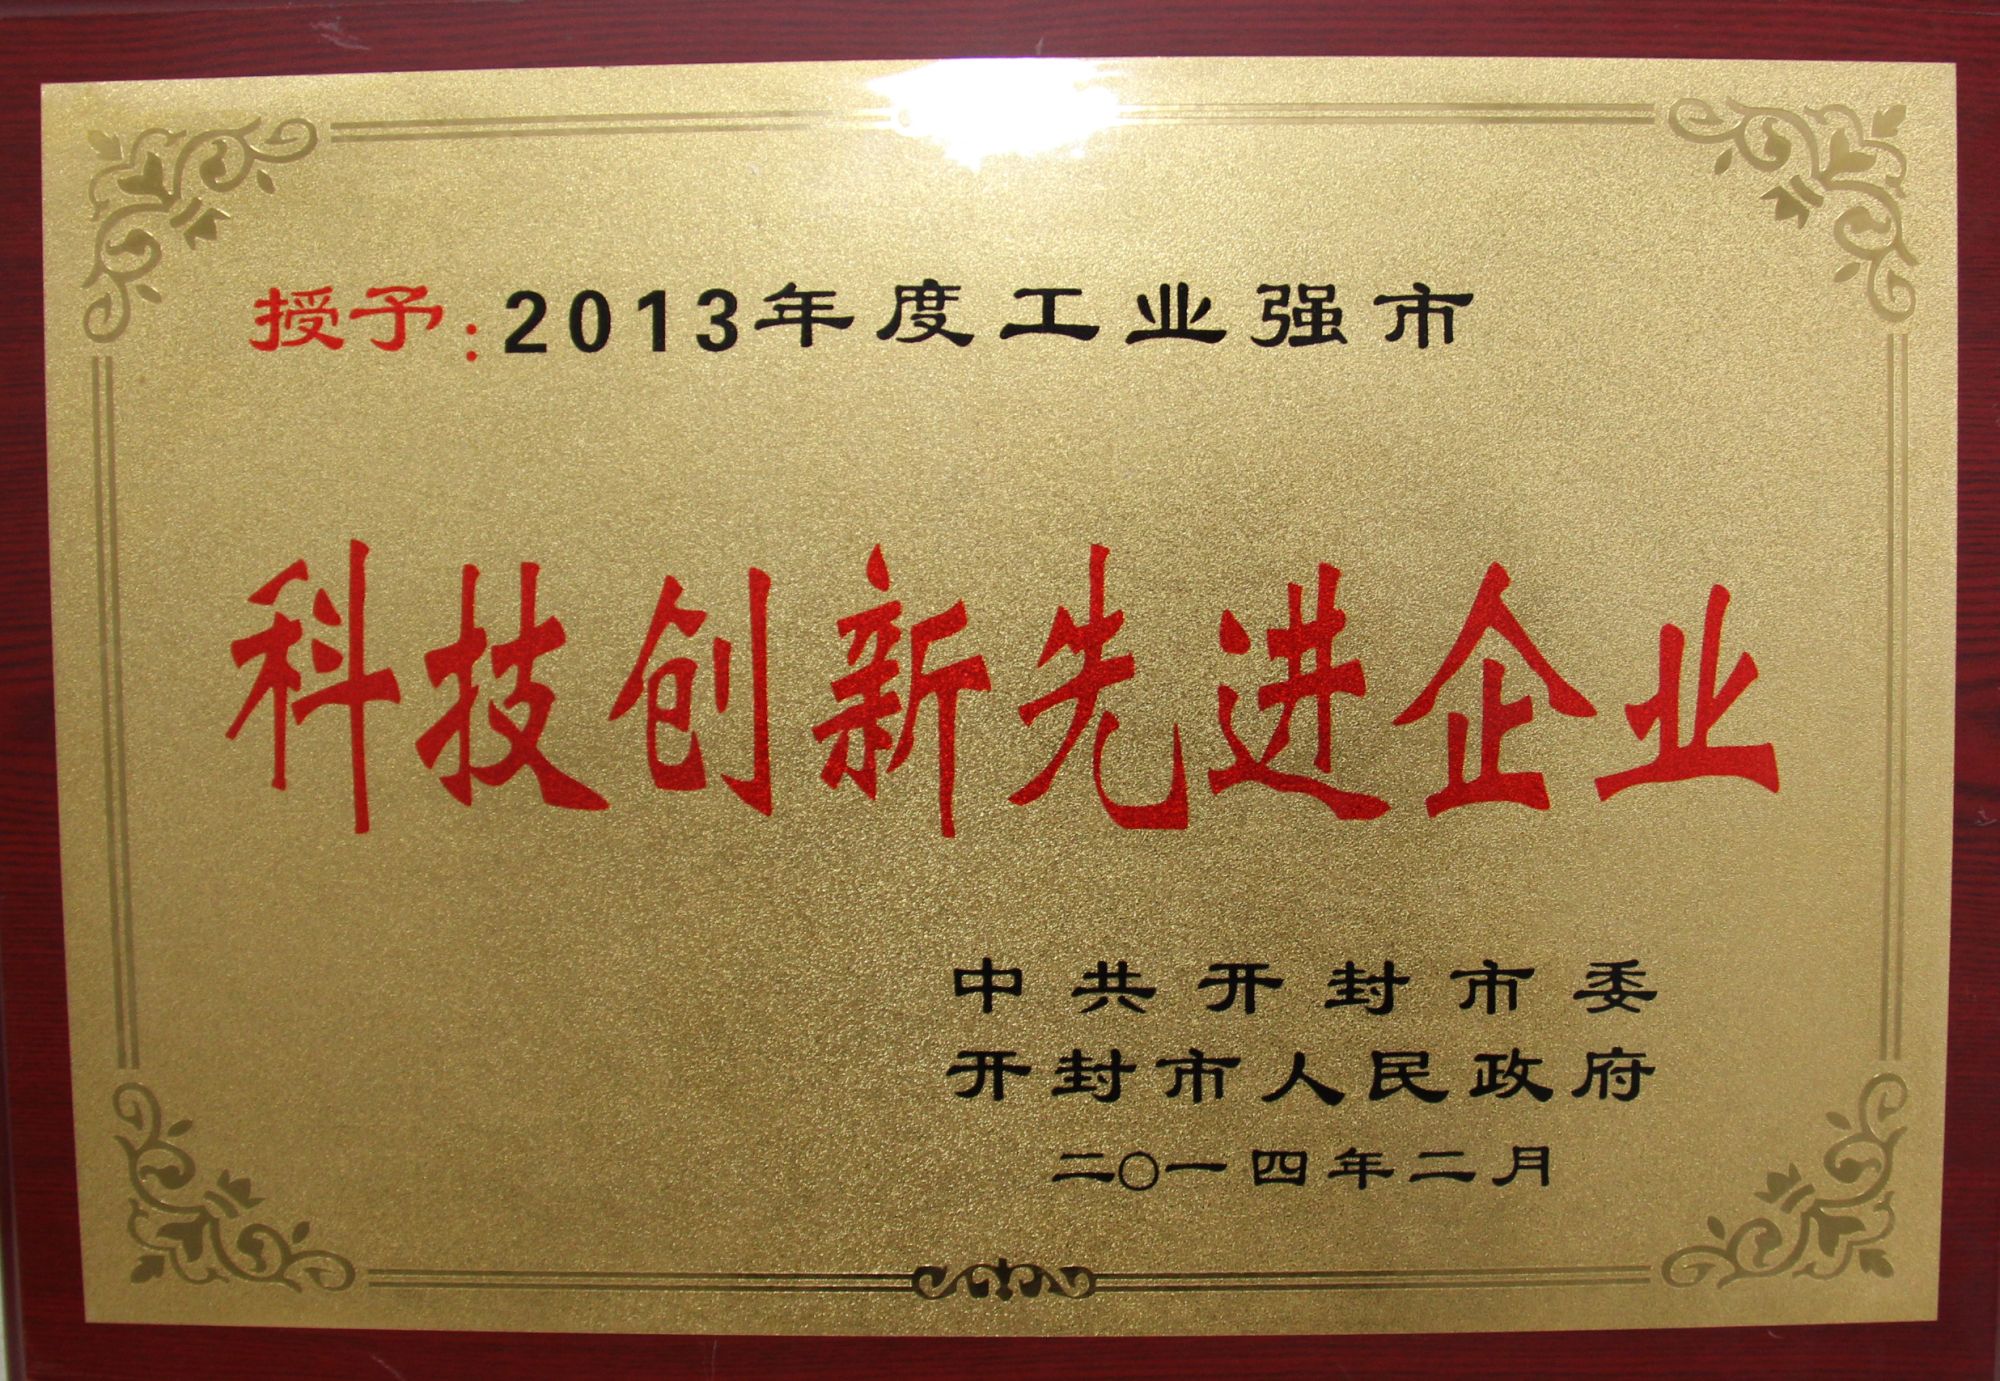 授予:2013年度工业强市
科技创新先进企业
中共开封市委
开封市人民政府
二〇一四年二月